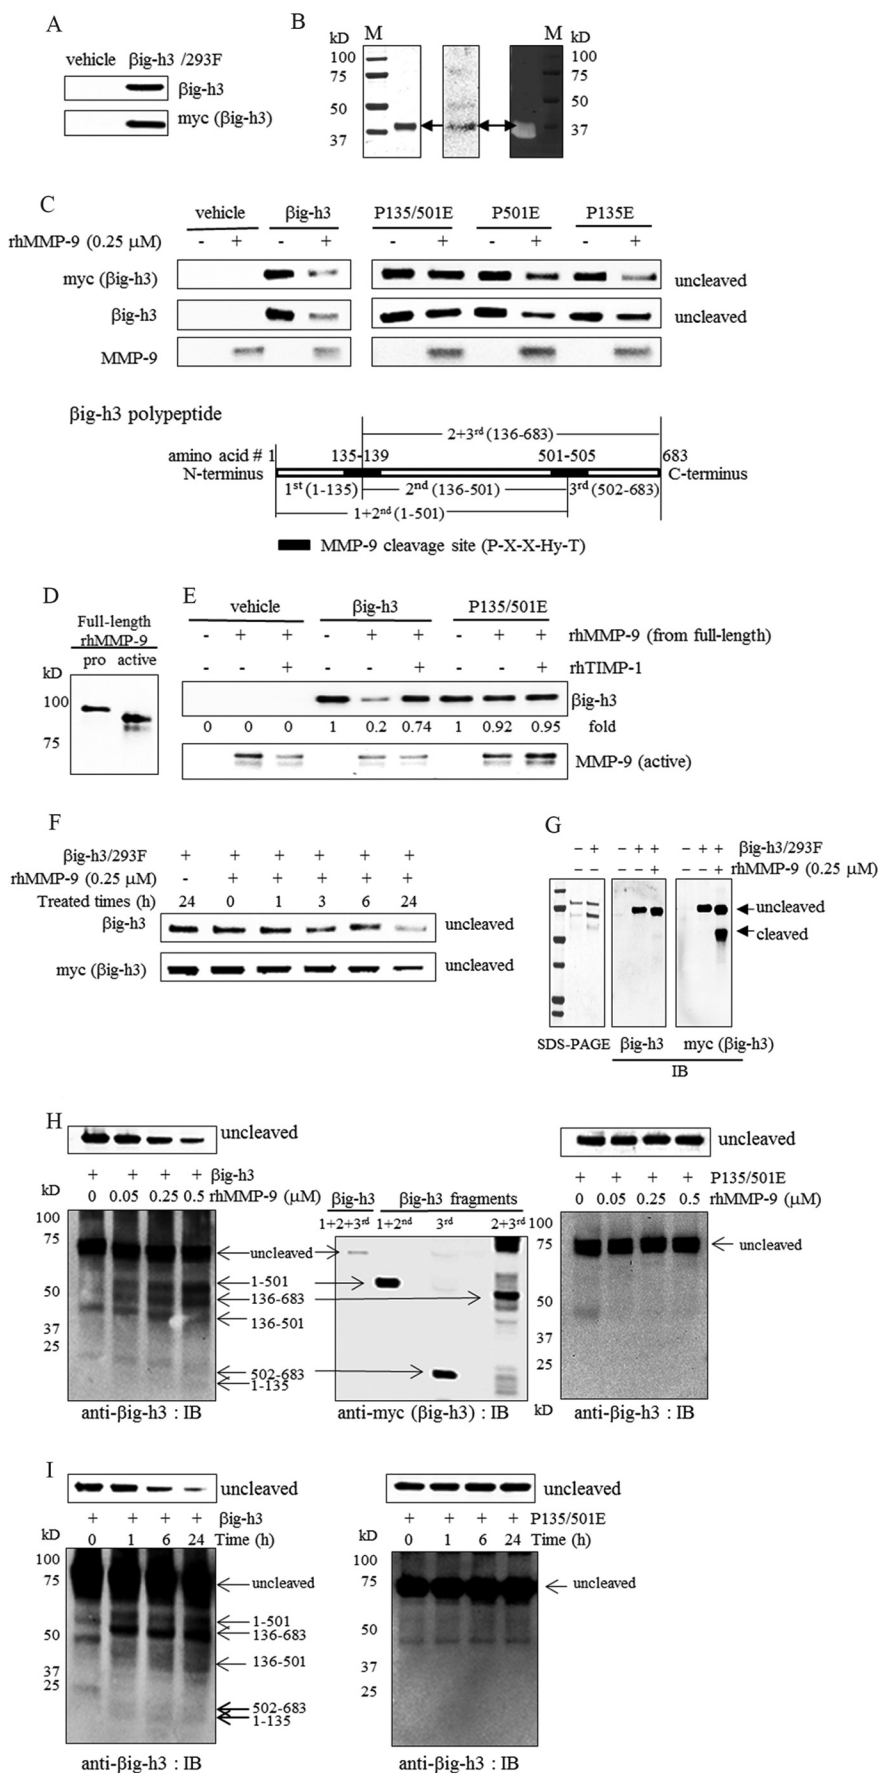 A
vehicle βig-h3 /293F
βig-h3
myc (βig-h3)
B
kD M M kD
100 100
75 75
50 50
37 37
C
vehicle βig-h3 P135/501E P501E P135E
rhMMP-9 (0.25 μM) - + - + - + - + - +
myc (βig-h3) uncleaved
βig-h3 uncleaved
MMP-9
βig-h3 polypeptide
2+3rd (136-683)
amino acid # 1 135-139 501-505 683
N-terminus C-terminus
1st (1-135) 2nd (136-501) 3rd (502-683)
1+2nd (1-501)
MMP-9 cleavage site (P-X-X-Hy-T)
D
Full-length
rhMMP-9
pro active
kD
100
75
E
vehicle βig-h3 P135/501E
- + + - + + - + + rhMMP-9 (from full-length)
- - + - - + - - + rhTIMP-1
βig-h3
0 0 0 1 0.2 0.74 1 0.92 0.95 fold
MMP-9 (active)
F
βig-h3/293F + + + + + +
rhMMP-9 (0.25 μM) - + + + + +
Treated times (h) 24 0 1 3 6 24
βig-h3 uncleaved
myc (βig-h3) uncleaved
G
- + - + + - + + βig-h3/293F
- - - - + - - + rhMMP-9 (0.25 μM)
uncleaved
cleaved
SDS-PAGE βig-h3 myc (βig-h3)
IB
H
uncleaved
+ + + + βig-h3
0 0.05 0.25 0.5 rhMMP-9 (μM)
kD
100
75
50
37
25
uncleaved
1-501
136-683
136-501
502-683
1-135
anti-βig-h3 : IB
βig-h3 βig-h3 fragments
1+2+3rd 1+2nd 3rd 2+3rd
anti-myc (βig-h3) : IB
uncleaved
+ + + + P135/501E
0 0.05 0.25 0.5 rhMMP-9 (μM)
100
75
50
37
25
kD
uncleaved
anti-βig-h3 : IB
I
uncleaved
+ + + + βig-h3
0 1 6 24 Time (h)
kD
100
75
50
37
25
uncleaved
1-501
136-683
136-501
502-683
1-135
anti-βig-h3 : IB
uncleaved
+ + + + P135/501E
0 1 6 24 Time (h)
kD
100
75
50
37
25
uncleaved
anti-βig-h3 : IB